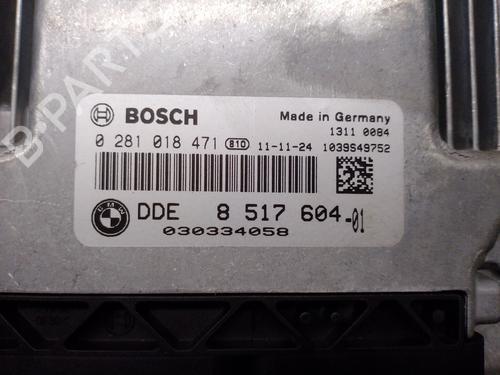 B-PARTS
BOSCH
Made in Germany
1311 0084
0 281 018 471 810 11-11-24 1039S49752
BMW DDE 8 517 604-01
030334058